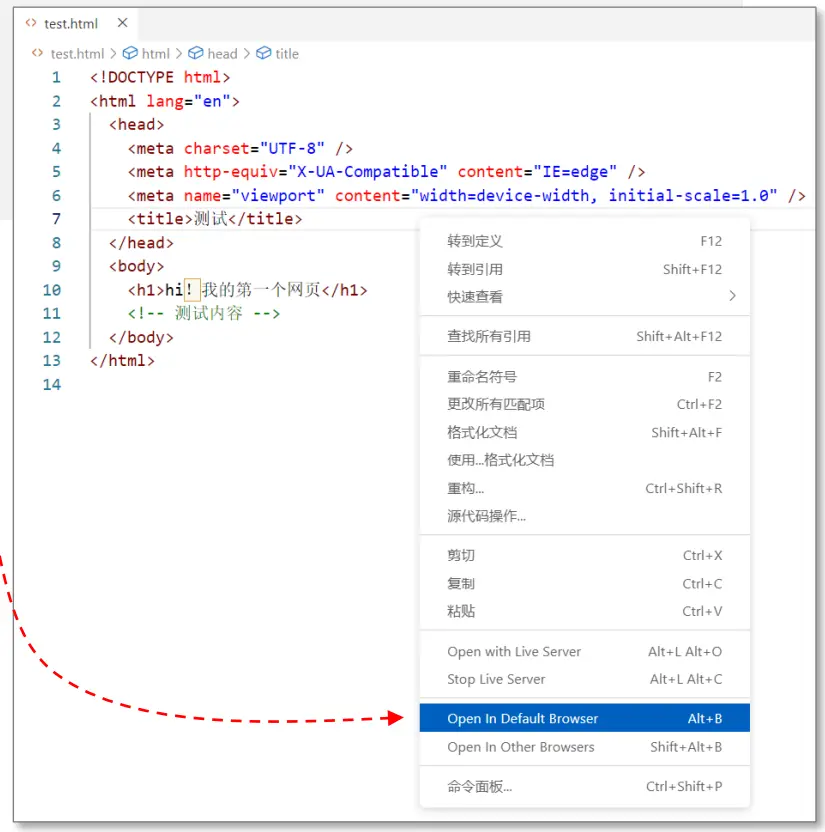 test.html
test.html > html > head > title
1 <!DOCTYPE html>
2 <html lang="en">
3 <head>
4 <meta charset="UTF-8" />
5 <meta http-equiv="X-UA-Compatible" content="IE=edge" />
6 <meta name="viewport" content="width=device-width, initial-scale=1.0" />
7 <title>测试</title>
8 </head>
9 <body>
10 <h1>hi！我的第一个网页</h1>
11 <!-- 测试内容 -->
12 </body>
13 </html>
14
转到定义 F12
转到引用 Shift+F12
快速查看
查找所有引用 Shift+Alt+F12
重命名符号 F2
更改所有匹配项 Ctrl+F2
格式化文档 Shift+Alt+F
使用...格式化文档
重构... Ctrl+Shift+R
源代码操作...
剪切 Ctrl+X
复制 Ctrl+C
粘贴 Ctrl+V
Open with Live Server Alt+L Alt+O
Stop Live Server Alt+L Alt+C
Open In Default Browser Alt+B
Open In Other Browsers Shift+Alt+B
命令面板... Ctrl+Shift+P